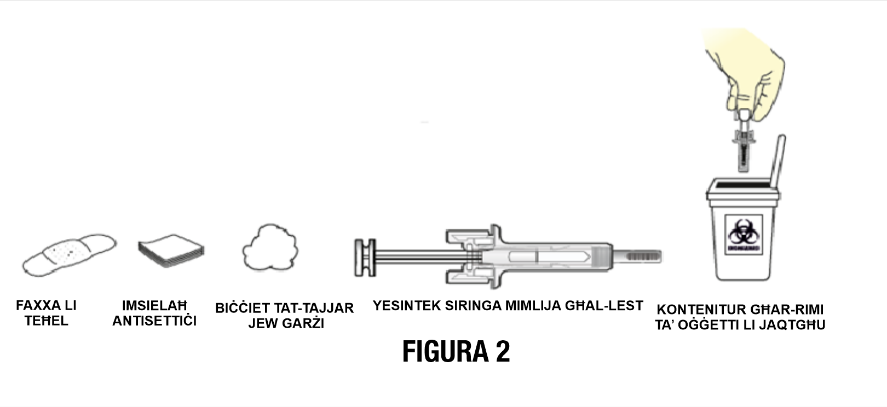 FAXXA LI
TEĦEL
IMSIELAĦ
ANTISETTIĊI
BIĊĊIET TAT-TAJJAR
JEW GARŻI
YESINTEK SIRINGA MIMLIJA GĦAL-LEST
KONTENITUR GĦAR-RIMI
TA’ OĠĠETTI LI JAQTGĦU
FIGURA 2